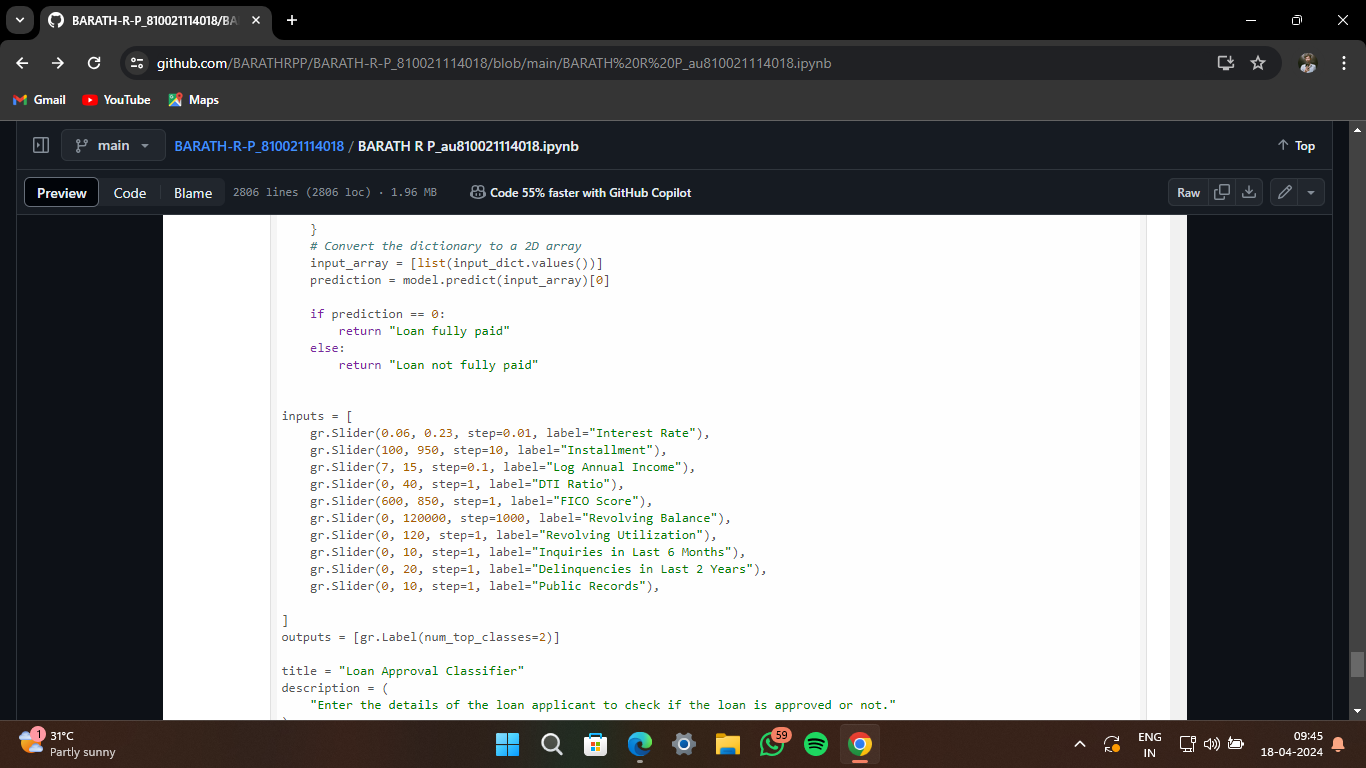 BARATH-R-P_810021114018/BA
github.com/BARATHRPP/BARATH-R-P_810021114018/blob/main/BARATH%20R%20P_au810021114018.ipynb
Gmail YouTube Maps
main BARATH-R-P_810021114018 / BARATH R P_au810021114018.ipynb Top
Preview Code Blame 2806 lines (2806 loc) · 1.96 MB Code 55% faster with GitHub Copilot Raw
}
# Convert the dictionary to a 2D array
input_array = [list(input_dict.values())]
prediction = model.predict(input_array)[0]
if prediction == 0:
return "Loan fully paid"
else:
return "Loan not fully paid"
inputs = [
gr.Slider(0.06, 0.23, step=0.01, label="Interest Rate"),
gr.Slider(100, 950, step=10, label="Installment"),
gr.Slider(7, 15, step=0.1, label="Log Annual Income"),
gr.Slider(0, 40, step=1, label="DTI Ratio"),
gr.Slider(600, 850, step=1, label="FICO Score"),
gr.Slider(0, 120000, step=1000, label="Revolving Balance"),
gr.Slider(0, 120, step=1, label="Revolving Utilization"),
gr.Slider(0, 10, step=1, label="Inquiries in Last 6 Months"),
gr.Slider(0, 20, step=1, label="Delinquencies in Last 2 Years"),
gr.Slider(0, 10, step=1, label="Public Records"),
]
outputs = [gr.Label(num_top_classes=2)]
title = "Loan Approval Classifier"
description = (
"Enter the details of the loan applicant to check if the loan is approved or not."
1 31°C
Partly sunny
59
ENG
IN
09:45
18-04-2024